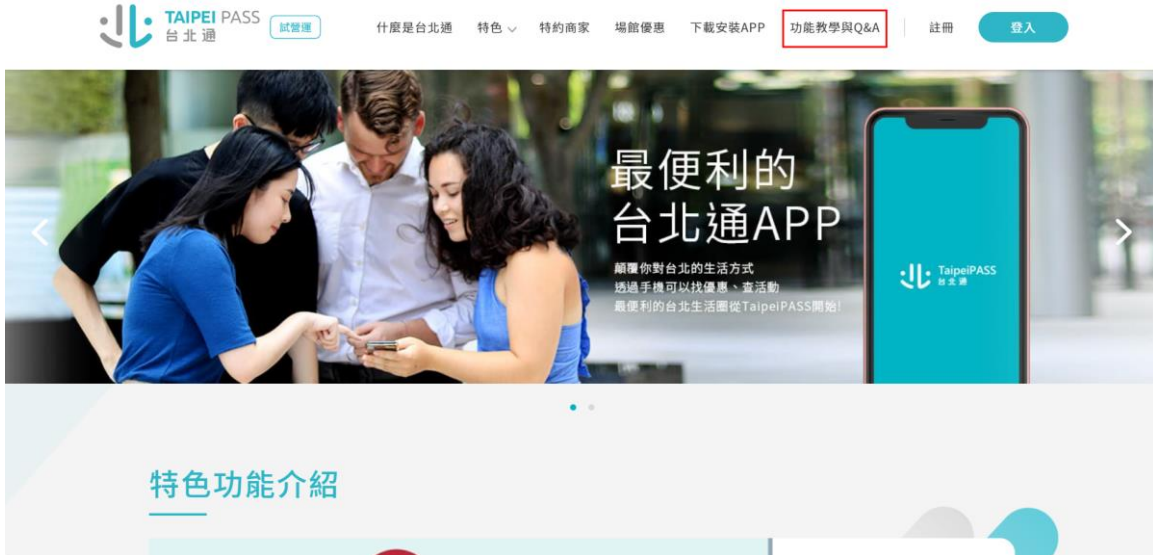 TAIPEI PASS
台北通
試營運
什麼是台北通
特色
特約商家
場館優惠
下載安裝APP
功能教學與Q&A
註冊
登入
最便利的
台北通APP
顛覆你對台北的生活方式
透過手機可以找優惠、查活動
最便利的台北生活圈從TaipeiPASS開始!
TaipeiPASS
台北通
特色功能介紹